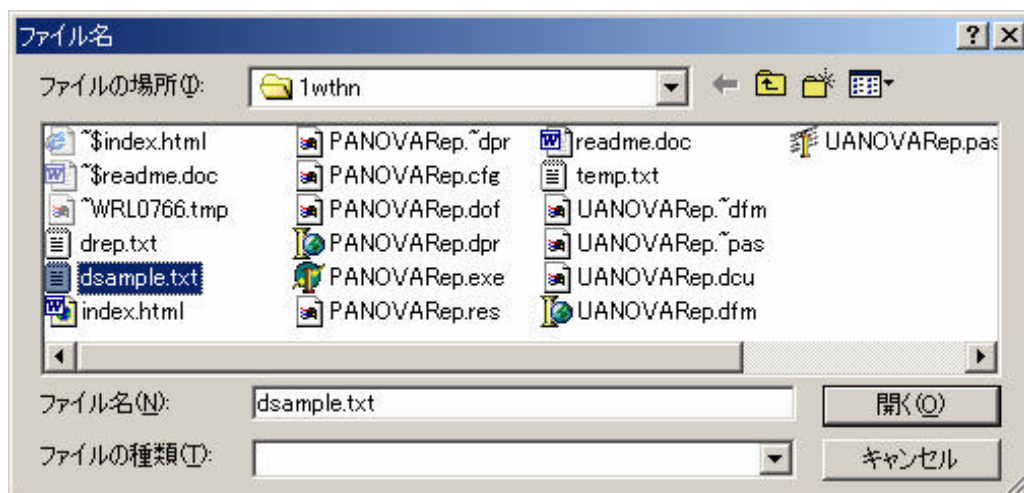 ファイル名
ファイルの場所(I): 1wthn
~$index.html PANOVARep.~dpr readme.doc UANOVARep.pas
~$readme.doc PANOVARep.cfg temp.txt
~WRL0766.tmp PANOVARep.dof UANOVARep.~dfm
drep.txt PANOVARep.dpr UANOVARep.~pas
dsample.txt PANOVARep.exe UANOVARep.dcu
index.html PANOVARep.res UANOVARep.dfm
ファイル名(N): dsample.txt 開く(O)
ファイルの種類(T): キャンセル